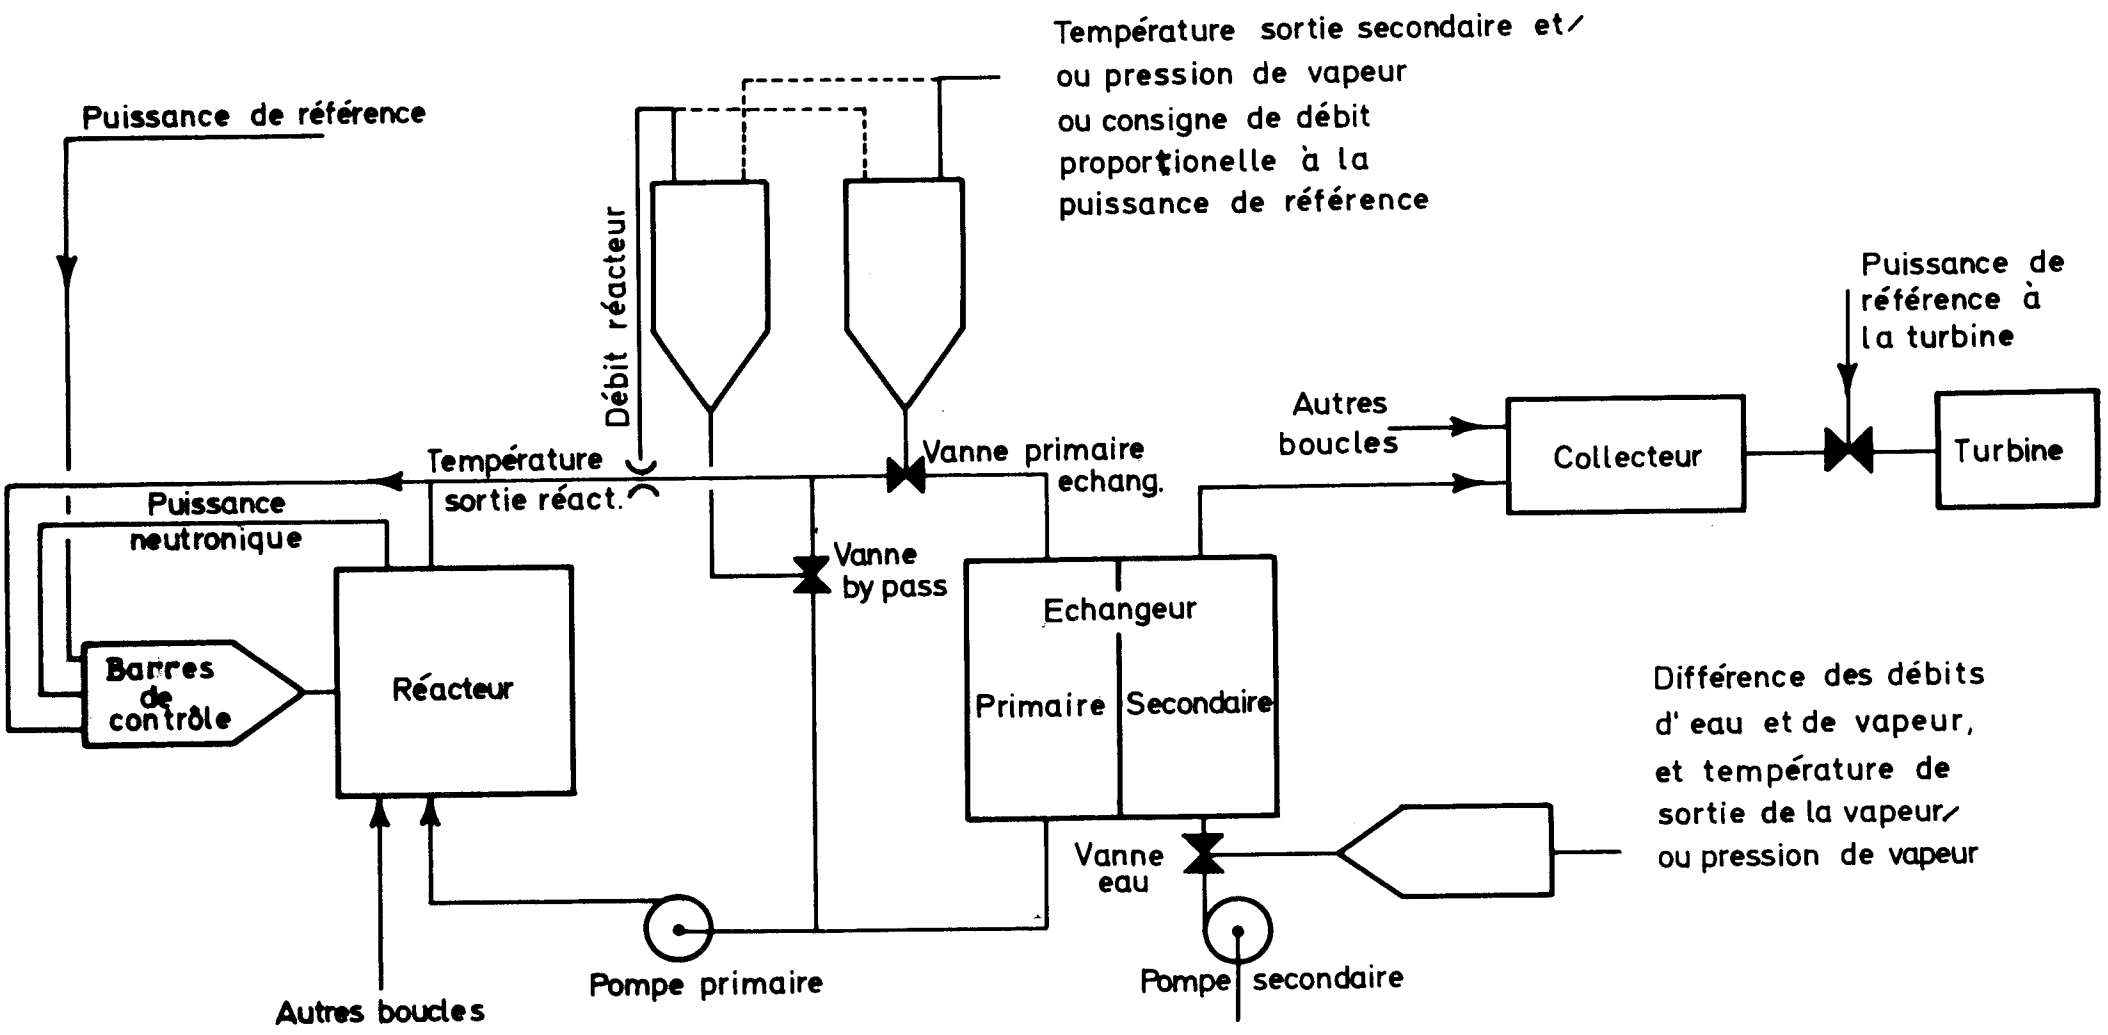 Température sortie secondaire et/
ou pression de vapeur
ou consigne de débit
proportionelle à la
puissance de référence
Puissance de référence
Débit réacteur
Puissance de
référence à
la turbine
Autres
boucles
Collecteur
Turbine
Température
sortie réact.
Vanne primaire
echang.
Puissance
neutronique
Vanne
by pass
Echangeur
Barres
de
contrôle
Réacteur
Primaire
Secondaire
Différence des débits
d'eau et de vapeur,
et température de
sortie de la vapeur/
ou pression de vapeur
Vanne
eau
Pompe primaire
Pompe secondaire
Autres boucles